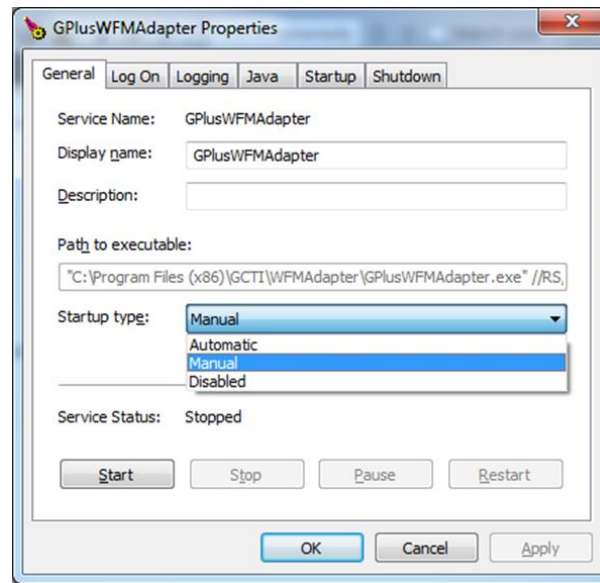 GPlusWFMAdapter Properties
General Log On Logging Java Startup Shutdown
Service Name: GPlusWFMAdapter
Display name: GPlusWFMAdapter
Description:
Path to executable:
"C:\Program Files (x86)\GCTI\WFMAdapter\GPlusWFMAdapter.exe" //RS,
Startup type: Manual
Automatic
Manual
Disabled
Service Status: Stopped
Start Stop Pause Restart
OK Cancel Apply